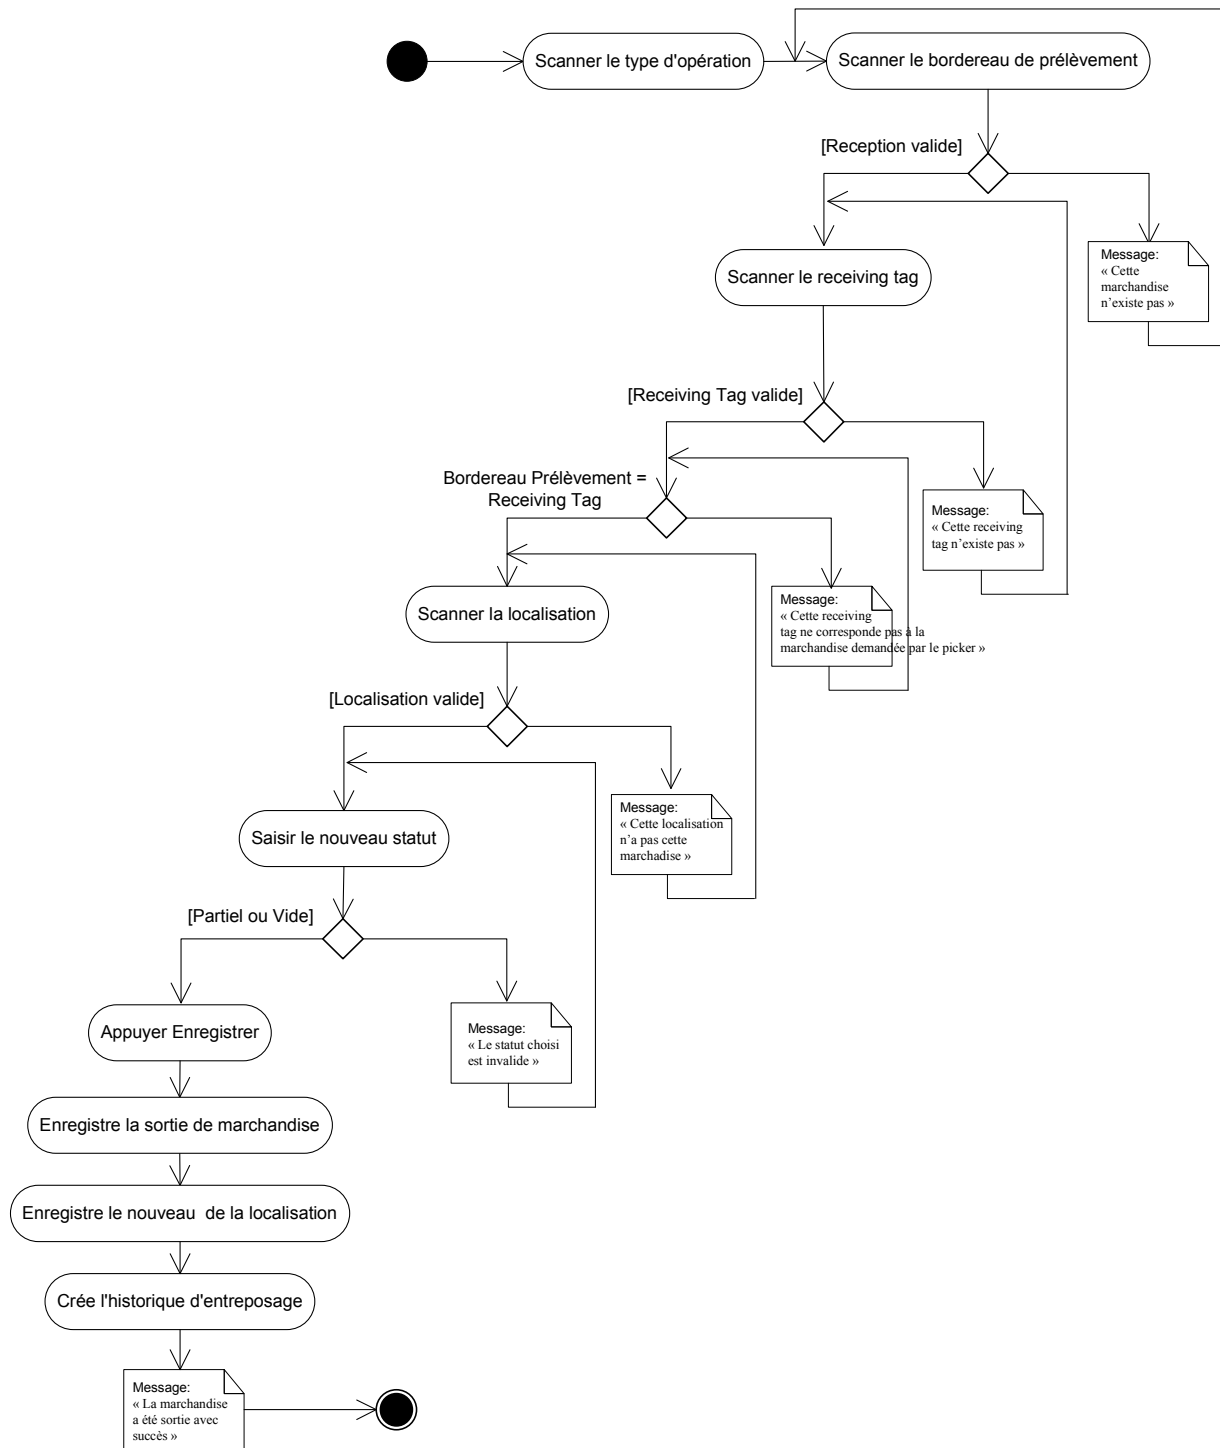 Scanner le type d'opération
Scanner le bordereau de prélèvement
[Reception valide]
Message:
« Cette
marchandise
n’existe pas »
Scanner le receiving tag
[Receiving Tag valide]
Message:
« Cette receiving
tag n’existe pas »
Bordereau Prélèvement =
Receiving Tag
Message:
« Cette receiving
tag ne corresponde pas à la
marchandise demandée par le picker »
Scanner la localisation
[Localisation valide]
Message:
« Cette localisation
n’a pas cette
marchadise »
Saisir le nouveau statut
[Partiel ou Vide]
Message:
« Le statut choisi
est invalide »
Appuyer Enregistrer
Enregistre la sortie de marchandise
Enregistre le nouveau  de la localisation
Crée l'historique d'entreposage
Message:
« La marchandise
a été sortie avec
succès »